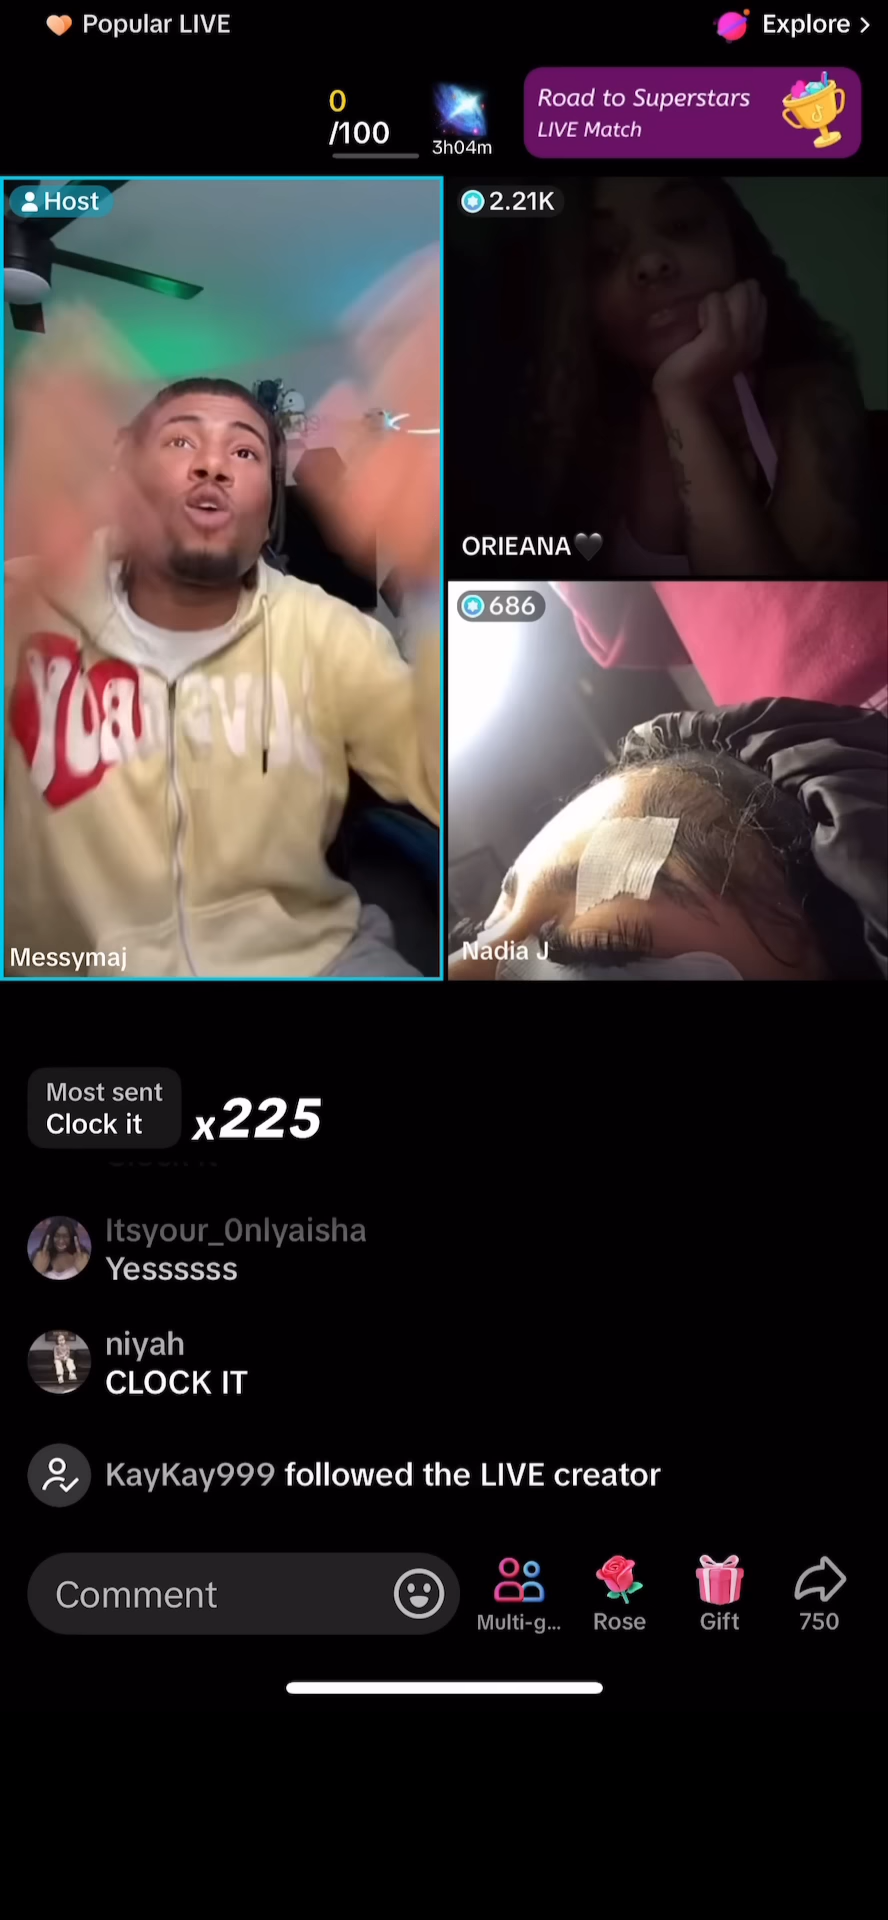 Popular LIVE
Explore >
0
/100
3h04m
Road to Superstars
LIVE Match
Host
2.21K
ORIEANA🖤
686
Messymaj
Nadia J
Most sent
Clock it
x225
Itsyour_0nlyaisha
Yessssss
niyah
CLOCK IT
KayKay999 followed the LIVE creator
Comment
Multi-g...
Rose
Gift
750